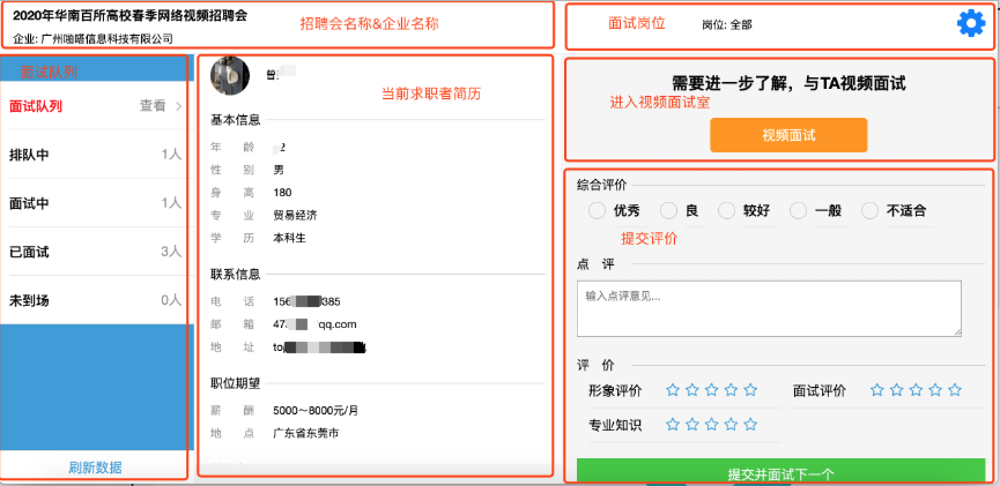 2020年华南百所高校春季网络视频招聘会
企业: 广州啪嗒信息科技有限公司
招聘会名称&企业名称
面试岗位
岗位: 全部
面试队列
面试队列 查看
排队中 1人
面试中 1人
已面试 3人
未到场 0人
刷新数据
曾
当前求职者简历
基本信息
年 龄 2
性 别 男
身 高 180
专 业 贸易经济
学 历 本科生
联系信息
电 话 156 385
邮 箱 47 qq.com
地 址 to
职位期望
薪 酬 5000～8000元/月
地 点 广东省东莞市
需要进一步了解，与TA视频面试
进入视频面试室
视频面试
综合评价
优秀 良 较好 一般 不适合
提交评价
点 评
输入点评意见...
评 价
形象评价 面试评价
专业知识
提交并面试下一个